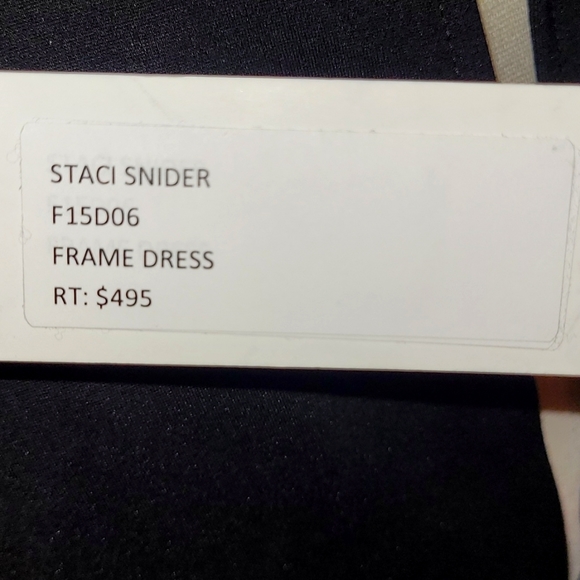 STACI SNIDER
F15D06
FRAME DRESS
RT: $495